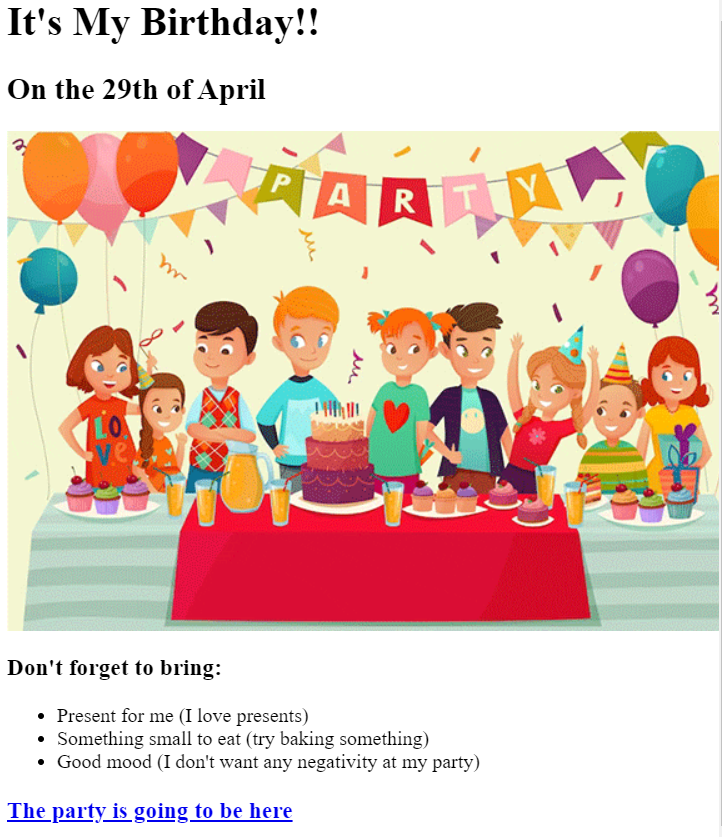 It's My Birthday!!
On the 29th of April
PARTY
LOVe
Don't forget to bring:
Present for me (I love presents)
Something small to eat (try baking something)
Good mood (I don't want any negativity at my party)
The party is going to be here